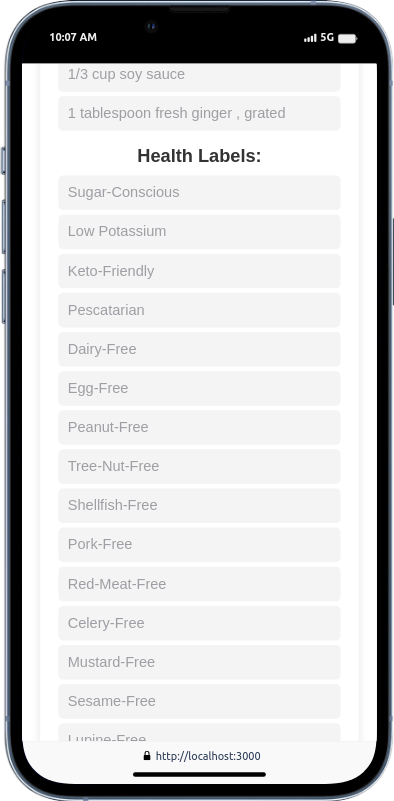 10:07 AM
5G
1/3 cup soy sauce
1 tablespoon fresh ginger , grated
Health Labels:
Sugar-Conscious
Low Potassium
Keto-Friendly
Pescatarian
Dairy-Free
Egg-Free
Peanut-Free
Tree-Nut-Free
Shellfish-Free
Pork-Free
Red-Meat-Free
Celery-Free
Mustard-Free
Sesame-Free
Lupine-Free
http://localhost:3000